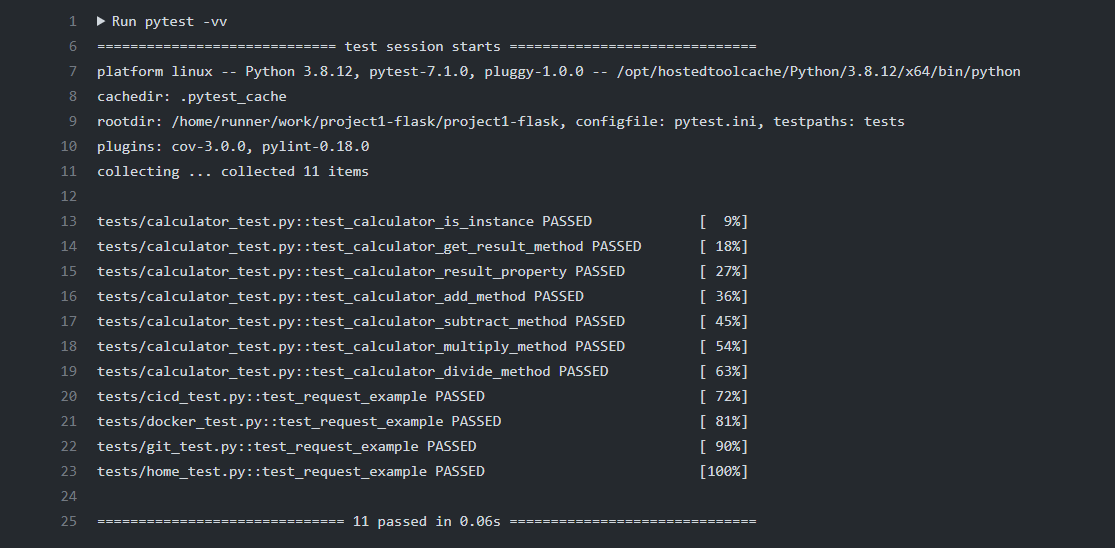 1 ▶ Run pytest -vv
6 ============================= test session starts ==============================
7 platform linux -- Python 3.8.12, pytest-7.1.0, pluggy-1.0.0 -- /opt/hostedtoolcache/Python/3.8.12/x64/bin/python
8 cachedir: .pytest_cache
9 rootdir: /home/runner/work/project1-flask/project1-flask, configfile: pytest.ini, testpaths: tests
10 plugins: cov-3.0.0, pylint-0.18.0
11 collecting ... collected 11 items
12
13 tests/calculator_test.py::test_calculator_is_instance PASSED             [  9%]
14 tests/calculator_test.py::test_calculator_get_result_method PASSED       [ 18%]
15 tests/calculator_test.py::test_calculator_result_property PASSED         [ 27%]
16 tests/calculator_test.py::test_calculator_add_method PASSED              [ 36%]
17 tests/calculator_test.py::test_calculator_subtract_method PASSED         [ 45%]
18 tests/calculator_test.py::test_calculator_multiply_method PASSED         [ 54%]
19 tests/calculator_test.py::test_calculator_divide_method PASSED           [ 63%]
20 tests/cicd_test.py::test_request_example PASSED                          [ 72%]
21 tests/docker_test.py::test_request_example PASSED                        [ 81%]
22 tests/git_test.py::test_request_example PASSED                           [ 90%]
23 tests/home_test.py::test_request_example PASSED                          [100%]
24
25 ============================== 11 passed in 0.06s ==============================